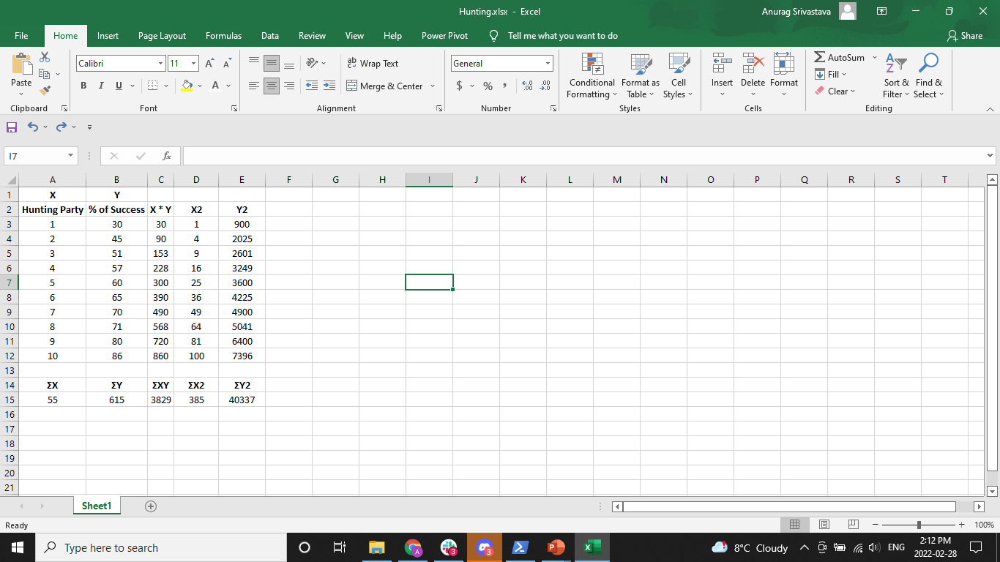 Hunting.xlsx - Excel
Anurag Srivastava
File Home Insert Page Layout Formulas Data Review View Help Power Pivot Tell me what you want to do Share
Paste
Calibri 11
Wrap Text
General
Conditional Formatting
Format as Table
Cell Styles
Insert Delete Format
AutoSum
Fill
Clear
Sort & Filter
Find & Select
B I U
Merge & Center
$ % ,
Clipboard Font Alignment Number Styles Cells Editing
I7
fx
A B C D E F G H I J K L M N O P Q R S T
1 X Y
2 Hunting Party % of Success X * Y X2 Y2
3 1 30 30 1 900
4 2 45 90 4 2025
5 3 51 153 9 2601
6 4 57 228 16 3249
7 5 60 300 25 3600
8 6 65 390 36 4225
9 7 70 490 49 4900
10 8 71 568 64 5041
11 9 80 720 81 6400
12 10 86 860 100 7396
13
14 ΣX ΣY ΣXY ΣX2 ΣY2
15 55 615 3829 385 40337
16
17
18
19
20
21
Sheet1
Ready
100%
Type here to search
8°C Cloudy
ENG
2:12 PM
2022-02-28